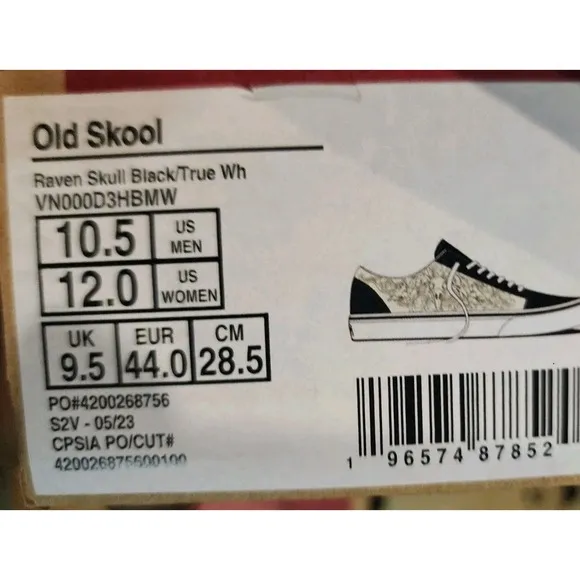 Old Skool
Raven Skull Black/True Wh
VN000D3HBMW
10.5 US MEN
12.0 US WOMEN
UK EUR CM
9.5 44.0 28.5
PO#4200268756
S2V - 05/23
CPSIA PO/CUT#
420026875600100
1 96574 87852